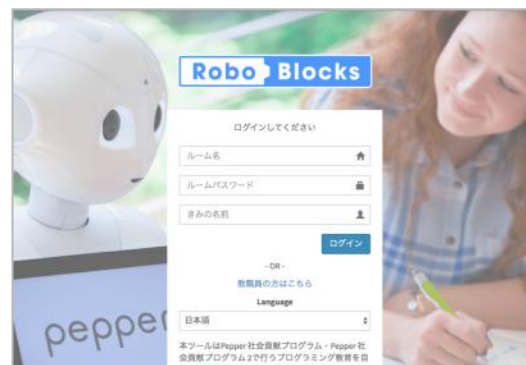 Robo Blocks
ログインしてください
ルーム名
ルームパスワード
きみの名前
ログイン
- OR -
教職員の方はこちら
Language
日本語
pepper
本ツールはPepper 社会貢献プログラム・Pepper 社
会貢献プログラム 2で行うプログラミング教育を目